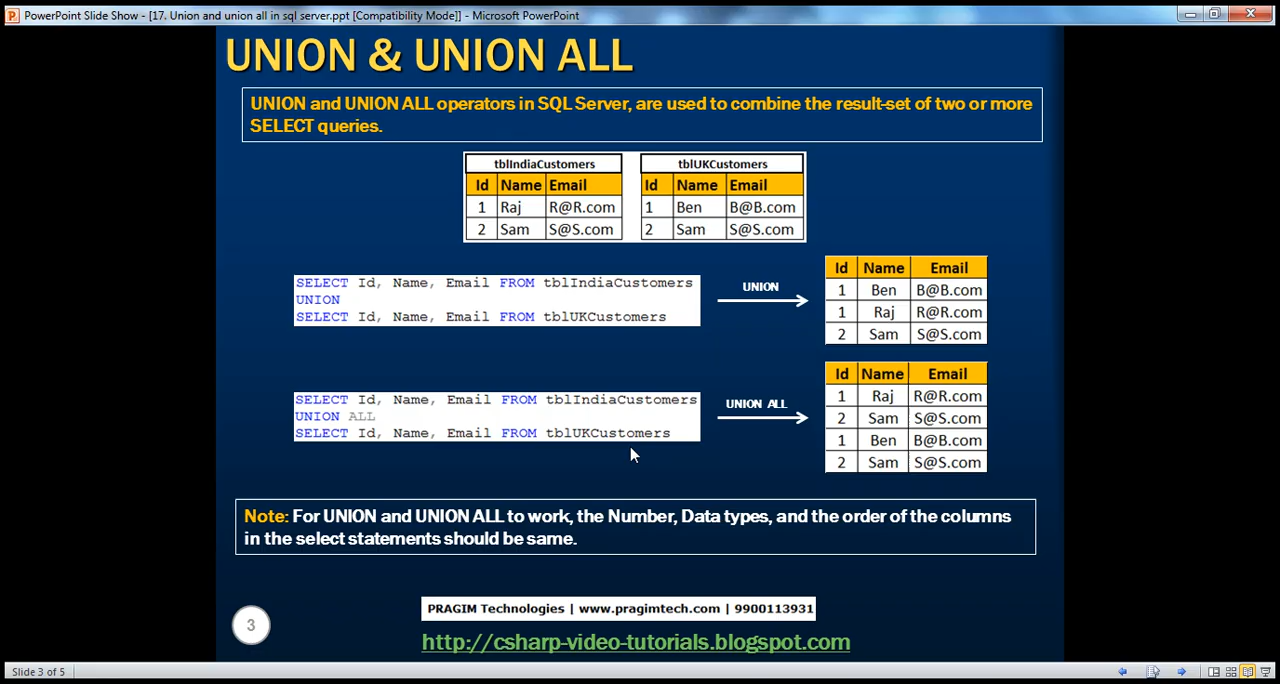 PowerPoint Slide Show - [17. Union and union all in sql server.ppt [Compatibility Mode]] - Microsoft PowerPoint
UNION & UNION ALL
UNION and UNION ALL operators in SQL Server, are used to combine the result-set of two or more
SELECT queries.
tblIndiaCustomers
Id Name Email
1 Raj R@R.com
2 Sam S@S.com
tblUKCustomers
Id Name Email
1 Ben B@B.com
2 Sam S@S.com
SELECT Id, Name, Email FROM tblIndiaCustomers
UNION
SELECT Id, Name, Email FROM tblUKCustomers
UNION
Id Name Email
1 Ben B@B.com
1 Raj R@R.com
2 Sam S@S.com
SELECT Id, Name, Email FROM tblIndiaCustomers
UNION ALL
SELECT Id, Name, Email FROM tblUKCustomers
UNION ALL
Id Name Email
1 Raj R@R.com
2 Sam S@S.com
1 Ben B@B.com
2 Sam S@S.com
Note: For UNION and UNION ALL to work, the Number, Data types, and the order of the columns
in the select statements should be same.
PRAGIM Technologies | www.pragimtech.com | 9900113931
3
http://csharp-video-tutorials.blogspot.com
Slide 3 of 5